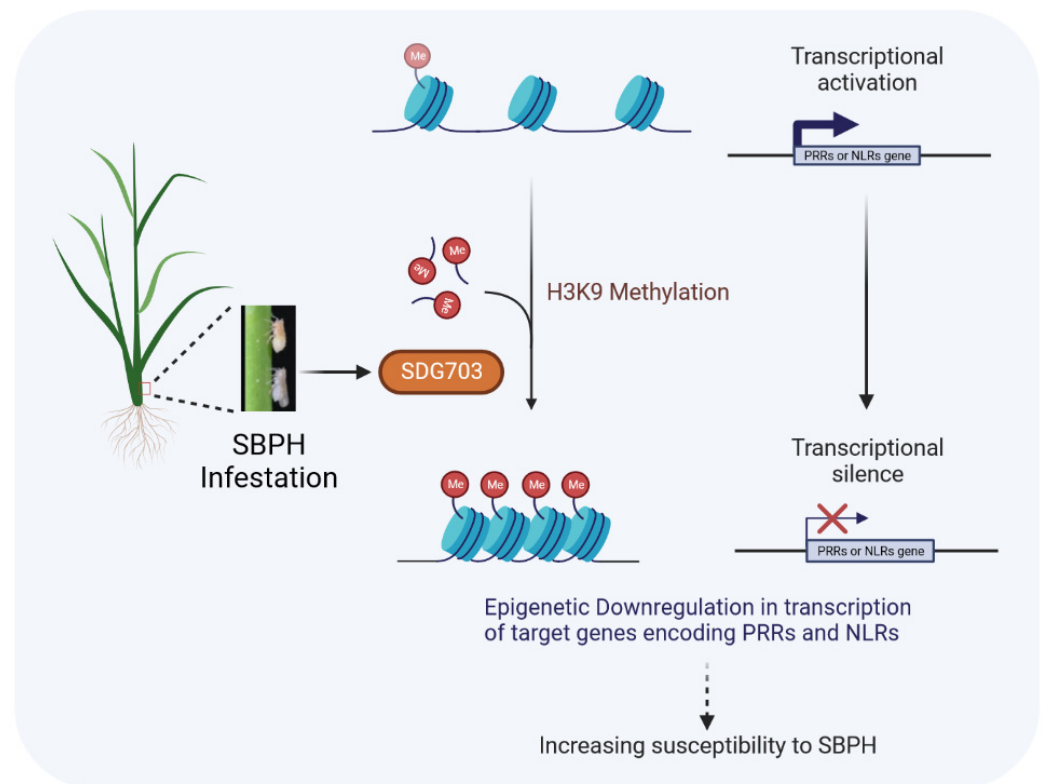 Me
Transcriptional
activation
PRRs or NLRs gene
Me
Me
Me
H3K9 Methylation
SDG703
SBPH
Infestation
Transcriptional
silence
Me Me Me Me
PRRs or NLRs gene
Epigenetic Downregulation in transcription
of target genes encoding PRRs and NLRs
Increasing susceptibility to SBPH